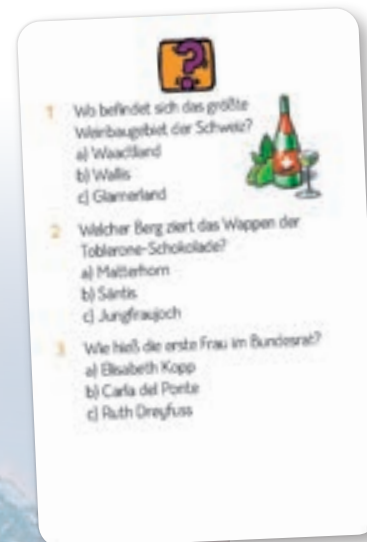 ?
1 Wo befindet sich das größte
Weinbaugebiet der Schweiz?
a) Waadtland
b) Wallis
c) Glarnerland
2 Welcher Berg ziert das Wappen der
Toblerone-Schokolade?
a) Matterhorn
b) Säntis
c) Jungfraujoch
3 Wie hieß die erste Frau im Bundesrat?
a) Elisabeth Kopp
b) Carla del Ponte
c) Ruth Dreyfuss